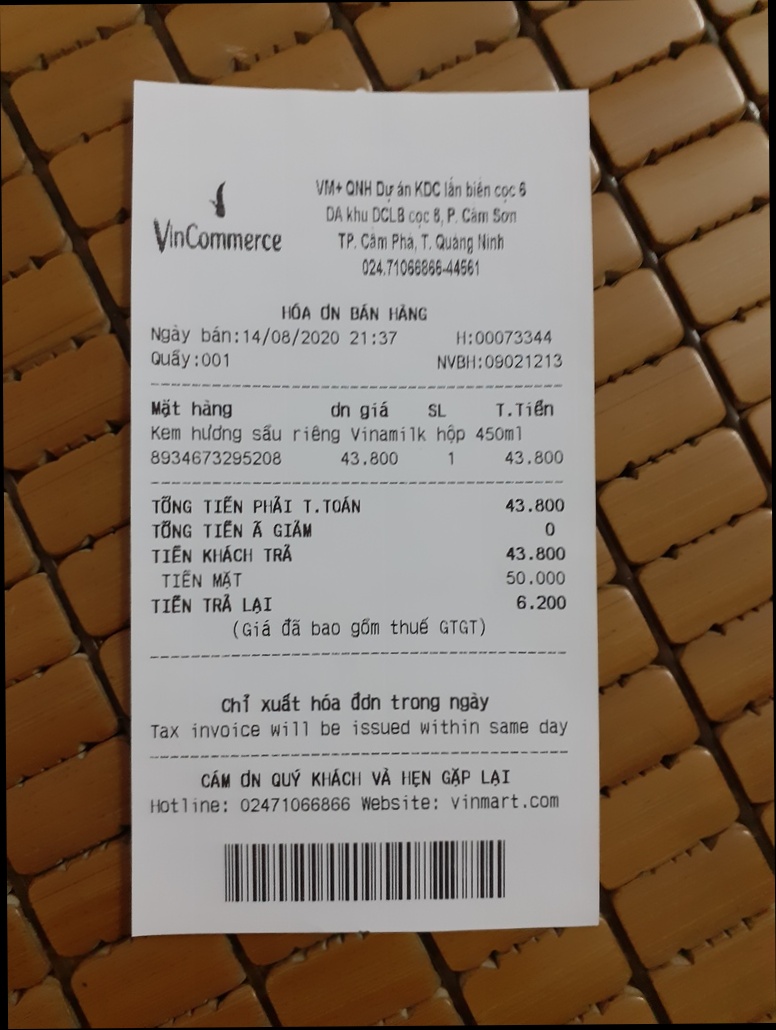 VinCommerce
VM+ QNH Dự án KDC lấn biển cọc 6
DA khu DCLB cọc 8, P. Cẩm Sơn
TP. Cẩm Phả, T. Quảng Ninh
024.71066866-44561
HÓA ƠN BÁN HÀNG
Ngày bán:14/08/2020 21:37 H:00073344
Quầy:001 NVBH:09021213
Mặt hàng ơn giá SL T.Tiền
Kem hương sầu riêng Vinamilk hộp 450ml
8934673295208 43.800 1 43.800
TỔNG TIỀN PHẢI T.TOÁN 43.800
TỔNG TIỀN Ã GIẢM 0
TIỀN KHÁCH TRẢ 43.800
TIỀN MẶT 50.000
TIỀN TRẢ LẠI 6.200
(Giá đã bao gồm thuế GTGT)
Chỉ xuất hóa đơn trong ngày
Tax invoice will be issued within same day
CÁM ƠN QUÝ KHÁCH VÀ HẸN GẶP LẠI
Hotline: 02471066866 Website: vinmart.com